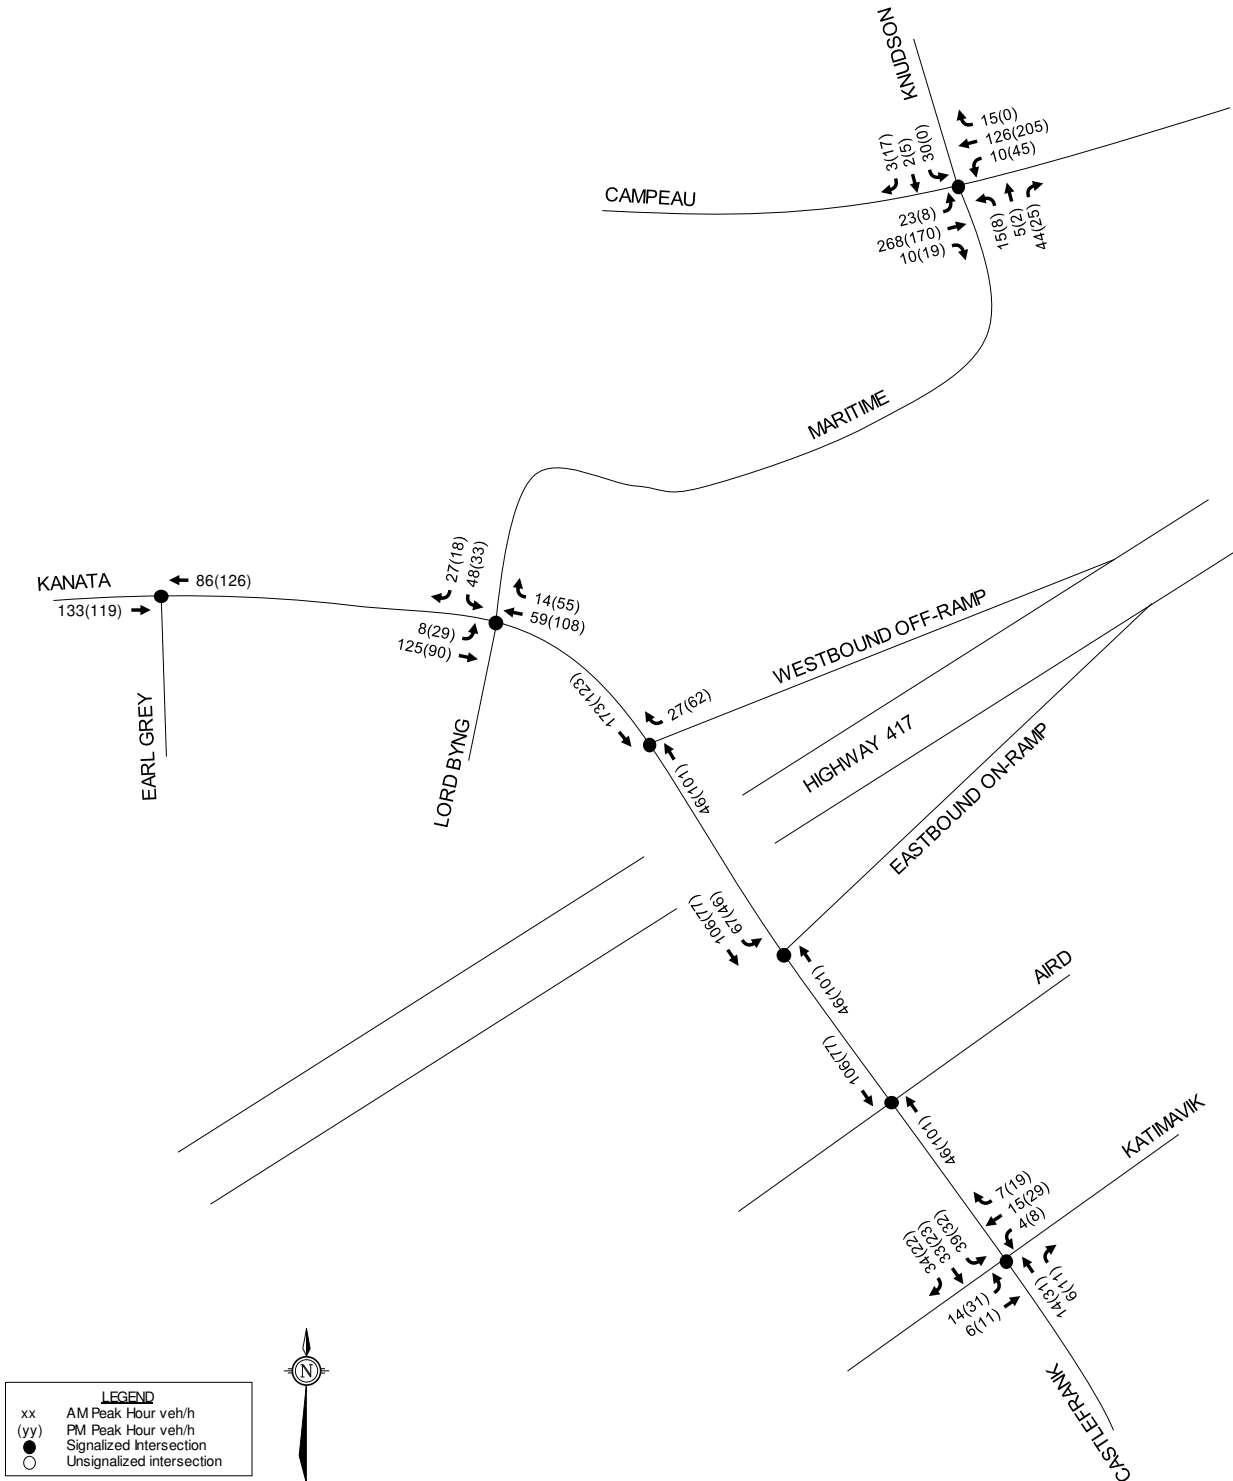 KNUDSON
15(0)
126(205)
10(45)
3(17)
2(5)
30(0)
CAMPEAU
23(8)
268(170)
10(19)
15(8)
5(2)
44(25)
MARITIME
KANATA
86(126)
133(119)
27(18)
48(33)
14(55)
59(108)
8(29)
125(90)
EARL GREY
LORD BYNG
173(123)
27(62)
46(101)
WESTBOUND OFF-RAMP
HIGHWAY 417
EASTBOUND ON-RAMP
106(77)
67(46)
46(101)
AIRD
106(77)
46(101)
KATIMAVIK
7(19)
15(29)
4(8)
34(22)
33(23)
39(32)
14(31)
6(11)
14(31)
6(11)
CASTLEFRANK
N
LEGEND
xx AM Peak Hour veh/h
(yy) PM Peak Hour veh/h
Signalized Intersection
Unsignalized intersection